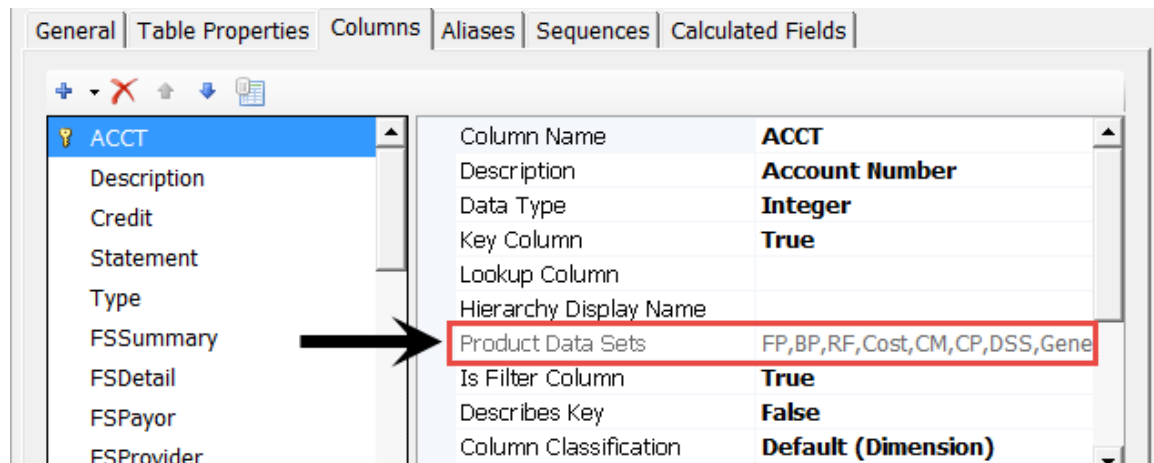 General Table Properties Columns Aliases Sequences Calculated Fields
ACCT
Description
Credit
Statement
Type
FSSummary
FSDetail
FSPayor
FSProvider
Column Name ACCT
Description Account Number
Data Type Integer
Key Column True
Lookup Column
Hierarchy Display Name
Product Data Sets FP,BP,RF,Cost,CM,CP,DSS,Gene
Is Filter Column True
Describes Key False
Column Classification Default (Dimension)